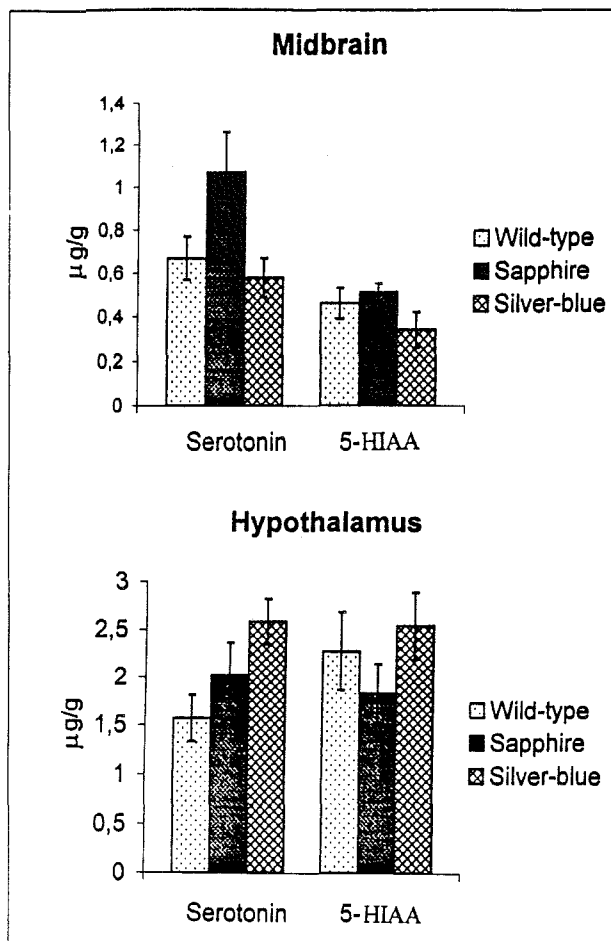 Midbrain
1,4
1,2
1
0,8
0,6
0,4
0,2
0
µg/g
Serotonin
5-HIAA
Wild-type
Sapphire
Silver-blue
Hypothalamus
3
2,5
2
1,5
1
0,5
0
µg/g
Serotonin
5-HIAA
Wild-type
Sapphire
Silver-blue